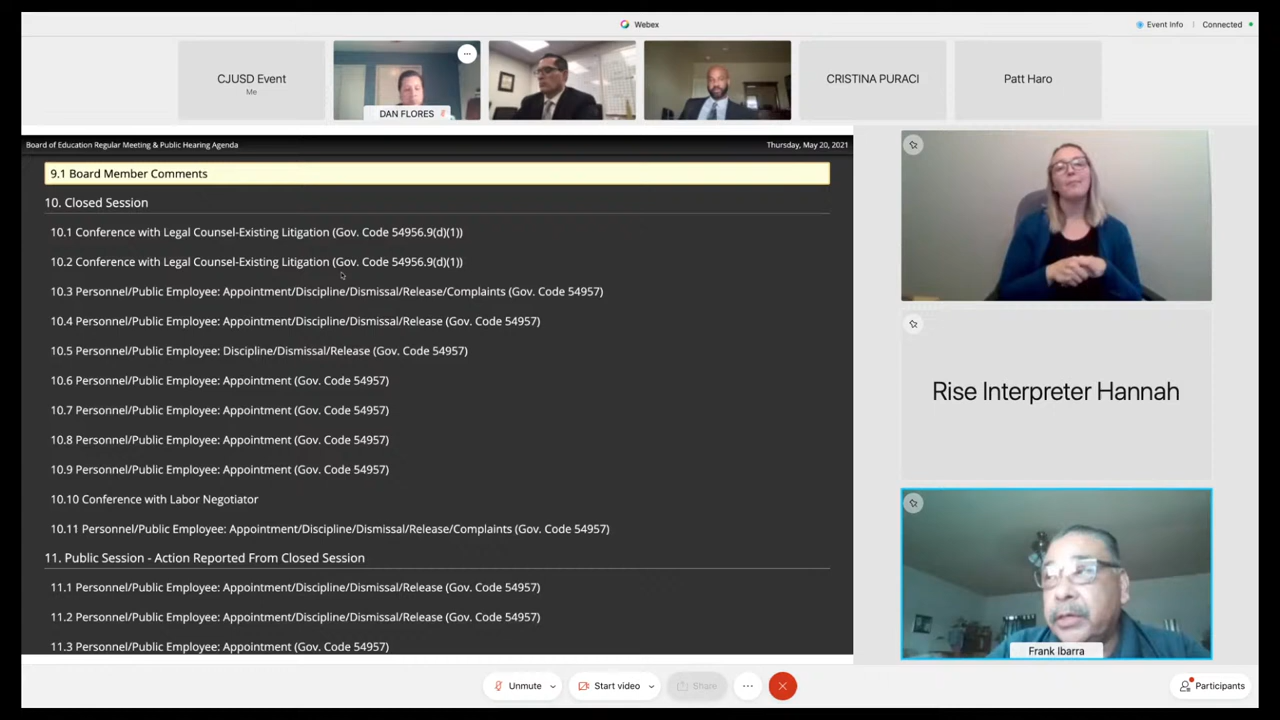 Webex
Event Info
Connected
CJUSD Event
Me
DAN FLORES
CRISTINA PURACI
Patt Haro
Board of Education Regular Meeting & Public Hearing Agenda
Thursday, May 20, 2021
9.1 Board Member Comments
10. Closed Session
10.1 Conference with Legal Counsel-Existing Litigation (Gov. Code 54956.9(d)(1))
10.2 Conference with Legal Counsel-Existing Litigation (Gov. Code 54956.9(d)(1))
10.3 Personnel/Public Employee: Appointment/Discipline/Dismissal/Release/Complaints (Gov. Code 54957)
10.4 Personnel/Public Employee: Appointment/Discipline/Dismissal/Release (Gov. Code 54957)
10.5 Personnel/Public Employee: Discipline/Dismissal/Release (Gov. Code 54957)
10.6 Personnel/Public Employee: Appointment (Gov. Code 54957)
10.7 Personnel/Public Employee: Appointment (Gov. Code 54957)
10.8 Personnel/Public Employee: Appointment (Gov. Code 54957)
10.9 Personnel/Public Employee: Appointment (Gov. Code 54957)
10.10 Conference with Labor Negotiator
10.11 Personnel/Public Employee: Appointment/Discipline/Dismissal/Release/Complaints (Gov. Code 54957)
11. Public Session - Action Reported From Closed Session
11.1 Personnel/Public Employee: Appointment/Discipline/Dismissal/Release (Gov. Code 54957)
11.2 Personnel/Public Employee: Appointment/Discipline/Dismissal/Release (Gov. Code 54957)
11.3 Personnel/Public Employee: Appointment (Gov. Code 54957)
Rise Interpreter Hannah
Frank Ibarra
Unmute
Start video
Share
Participants